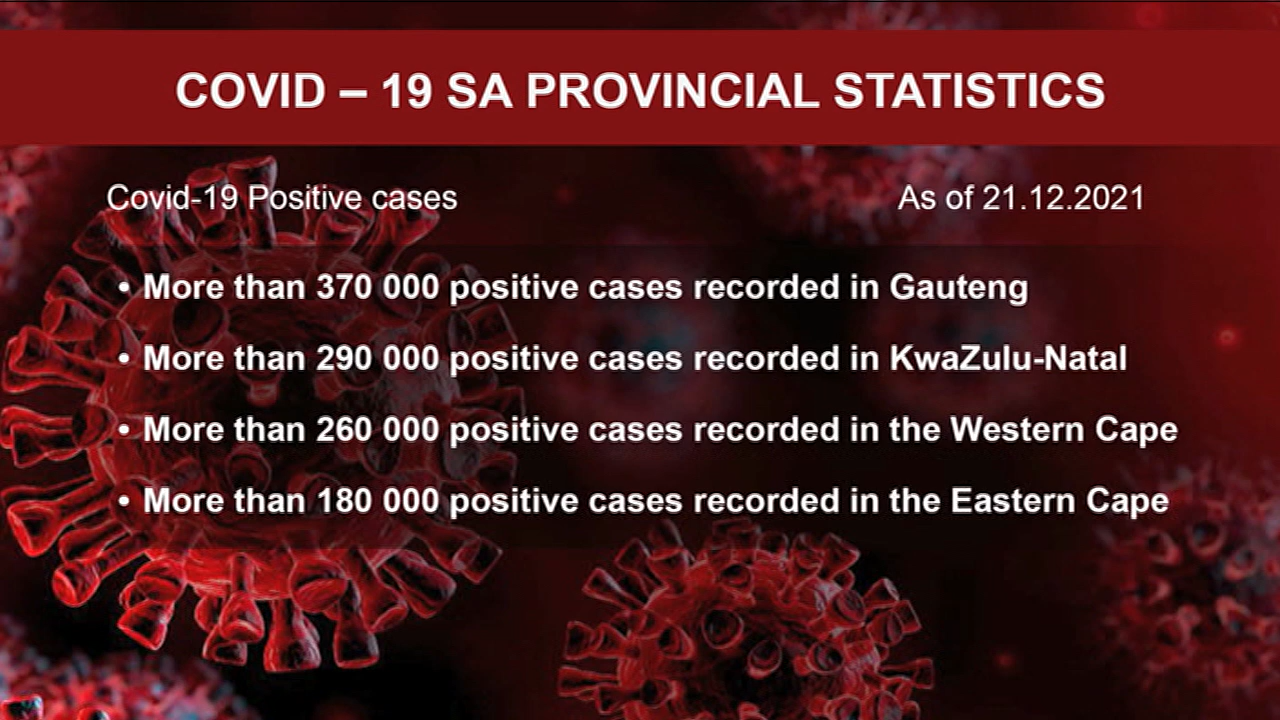 COVID – 19 SA PROVINCIAL STATISTICS
Covid-19 Positive cases As of 21.12.2021
• More than 370 000 positive cases recorded in Gauteng
• More than 290 000 positive cases recorded in KwaZulu-Natal
• More than 260 000 positive cases recorded in the Western Cape
• More than 180 000 positive cases recorded in the Eastern Cape